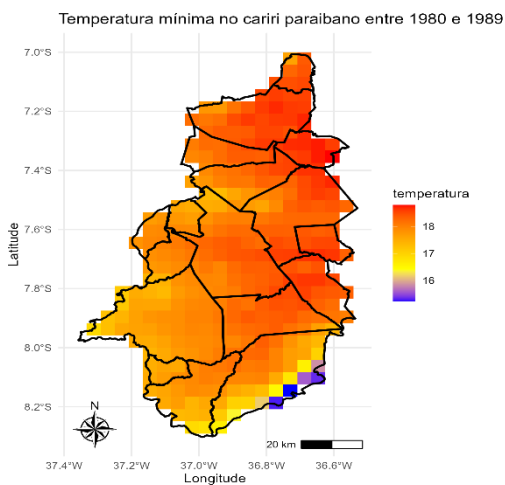 Temperatura mínima no cariri paraibano entre 1980 e 1989
7.0°S
7.2°S
7.4°S
7.6°S
7.8°S
8.0°S
8.2°S
Latitude
temperatura
18
17
16
N
20 km
37.4°W 37.2°W 37.0°W 36.8°W 36.6°W
Longitude